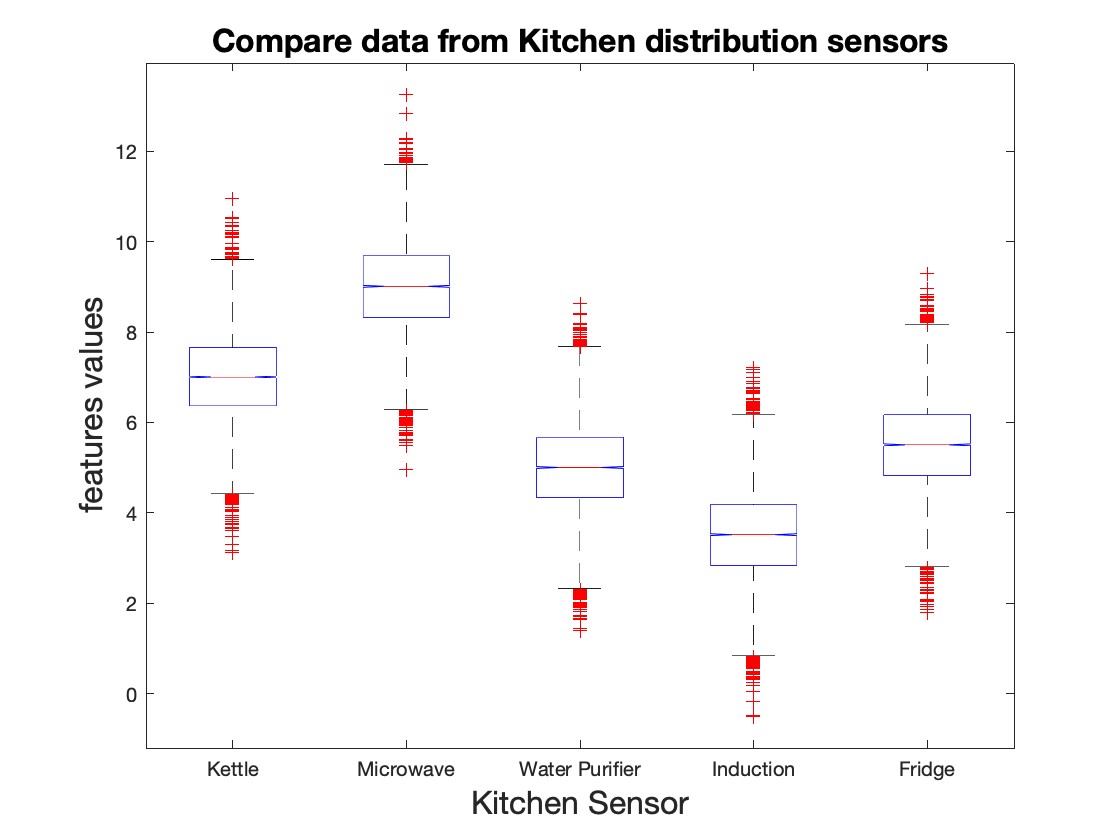 Compare data from Kitchen distribution sensors
features values
12
10
8
6
4
2
0
Kettle Microwave Water Purifier Induction Fridge
Kitchen Sensor